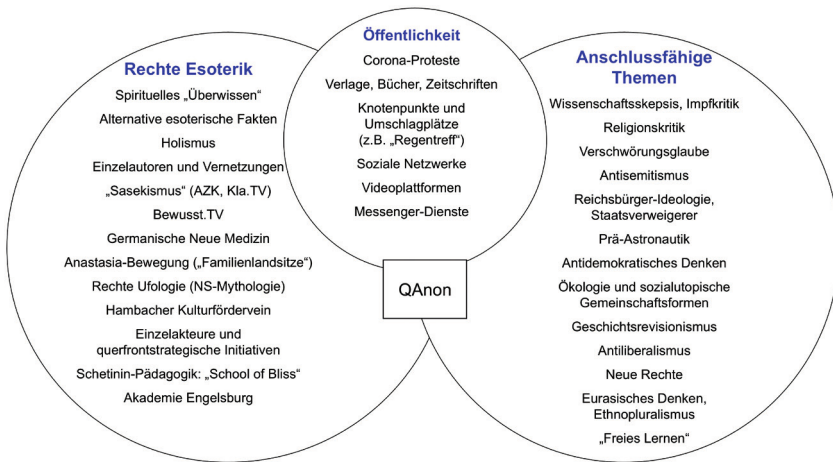 Rechte Esoterik
Spirituelles „Überwissen“
Alternative esoterische Fakten
Holismus
Einzelautoren und Vernetzungen
„Sasekismus“ (AZK, Kla.TV)
Bewusst.TV
Germanische Neue Medizin
Anastasia-Bewegung („Familienlandsitze“)
Rechte Ufologie (NS-Mythologie)
Hambacher Kulturfördervein
Einzelakteure und
querfrontstrategische Initiativen
Schetinin-Pädagogik: „School of Bliss“
Akademie Engelsburg
Öffentlichkeit
Corona-Proteste
Verlage, Bücher, Zeitschriften
Knotenpunkte und
Umschlagplätze
(z.B. „Regentreff“)
Soziale Netzwerke
Videoplattformen
Messenger-Dienste
QAnon
Anschlussfähige
Themen
Wissenschaftsskepsis, Impfkritik
Religionskritik
Verschwörungsglaube
Antisemitismus
Reichsbürger-Ideologie,
Staatsverweigerer
Prä-Astronautik
Antidemokratisches Denken
Ökologie und sozialutopische
Gemeinschaftsformen
Geschichtsrevisionismus
Antiliberalismus
Neue Rechte
Eurasisches Denken,
Ethnopluralismus
„Freies Lernen“